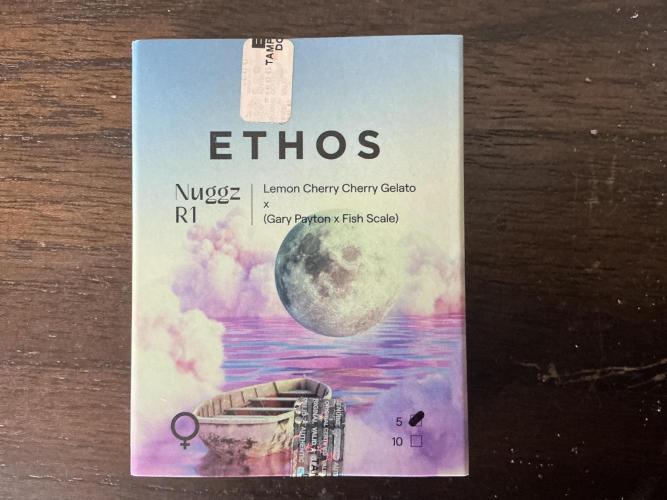 ETHOS
Nuggz
R1
Lemon Cherry Cherry Gelato
x
(Gary Payton x Fish Scale)
5
10